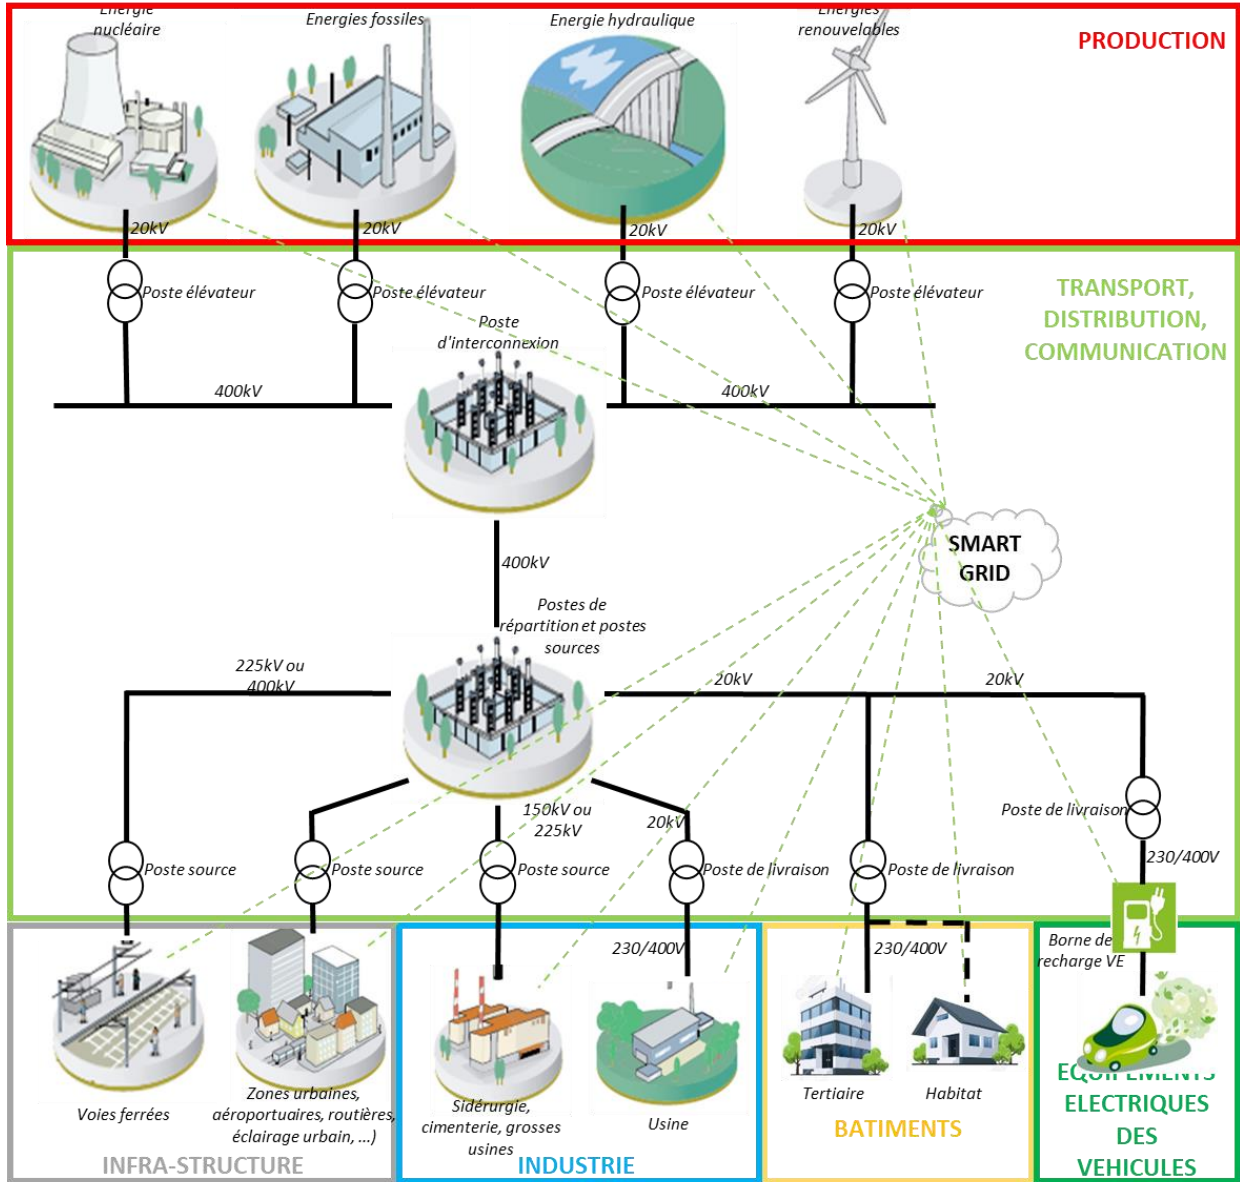 Energie
nucléaire
Energies fossiles
Energie hydraulique
Energies
renouvelables
PRODUCTION
20kV
20kV
20kV
20kV
Poste élévateur
Poste élévateur
Poste élévateur
Poste élévateur
TRANSPORT,
DISTRIBUTION,
COMMUNICATION
Poste
d'interconnexion
400kV
400kV
SMART
GRID
400kV
Postes de
répartition et postes
sources
225kV ou
400kV
20kV
20kV
150kV ou
225kV
20kV
Poste de livraison
230/400V
Poste source
Poste source
Poste source
Poste de livraison
Poste de livraison
230/400V
230/400V
Borne de
recharge VE
Voies ferrées
Zones urbaines,
aéroportuaires, routières,
éclairage urbain, ...)
Sidérurgie,
cimenterie, grosses
usines
Usine
Tertiaire
Habitat
INFRA-STRUCTURE
INDUSTRIE
BATIMENTS
EQUIPEMENTS
ELECTRIQUES
DES
VEHICULES